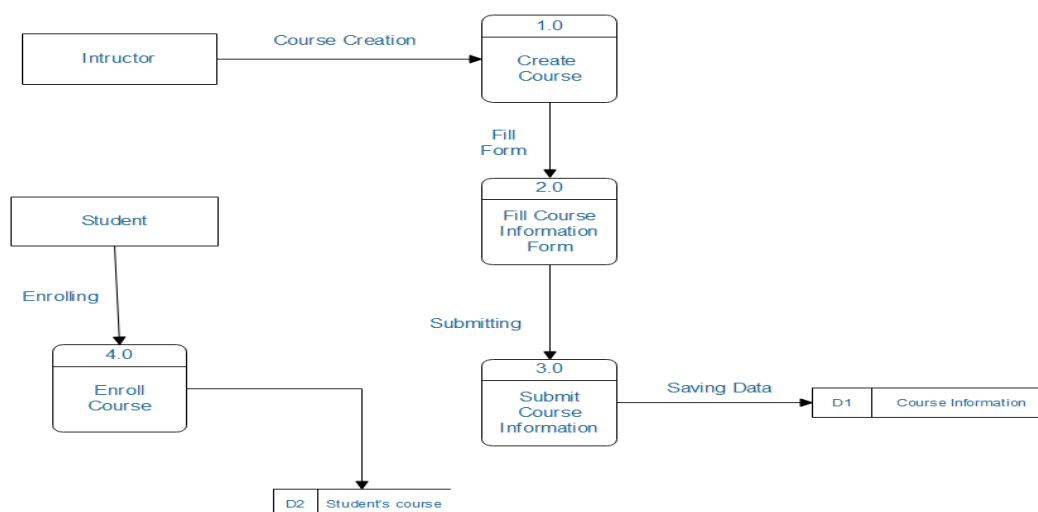 1.0
Course Creation
Intructor
Create
Course
Fill
Form
2.0
Student
Fill Course
Information
Form
Enrolling
Submitting
4.0
3.0
Enroll
Course
Saving Data
Submit
Course
Information
D1
Course Information
D2
Student's course